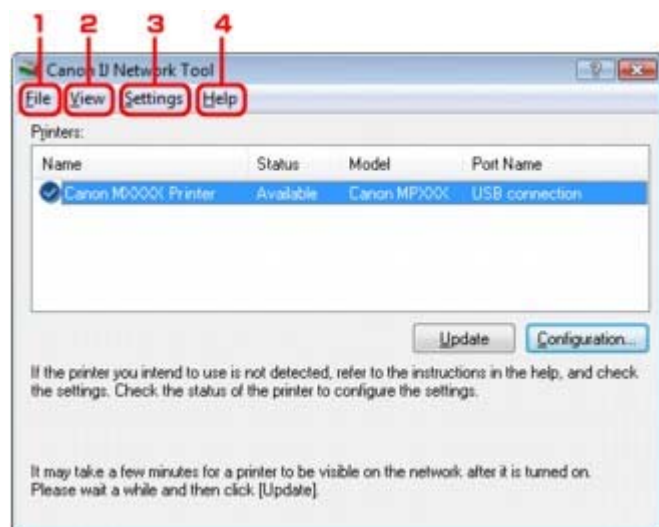 1 2 3 4
Canon IJ Network Tool
File View Settings Help
Printers:
Name Status Model Port Name
Canon MXXXX Printer Available Canon MPXXX USB connection
Update Configuration...
If the printer you intend to use is not detected, refer to the instructions in the help, and check
the settings. Check the status of the printer to configure the settings.
It may take a few minutes for a printer to be visible on the network after it is turned on.
Please wait a while and then click [Update].